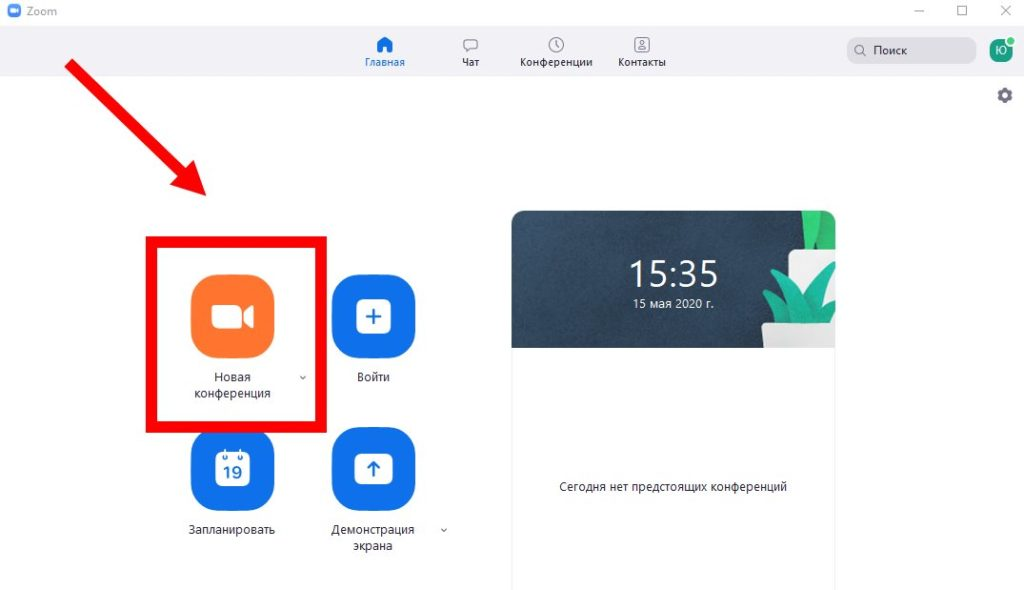 Zoom
Главная
Чат
Конференции
Контакты
Поиск
Ю
15:35
15 мая 2020 г.
Новая
конференция
Войти
19
Запланировать
Демонстрация
экрана
Сегодня нет предстоящих конференций